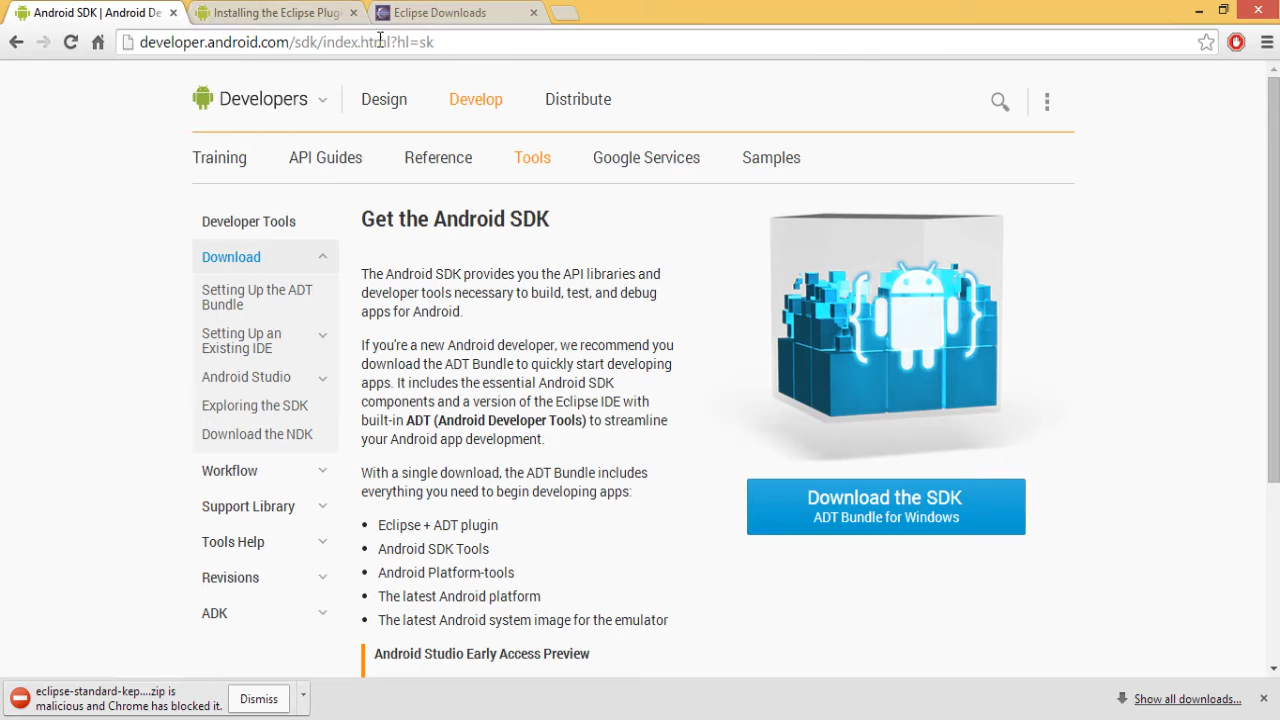 Android SDK | Android De
Installing the Eclipse Plugi
Eclipse Downloads
developer.android.com/sdk/index.html?hl=sk
Developers
Design
Develop
Distribute
Training
API Guides
Reference
Tools
Google Services
Samples
Developer Tools
Download
Setting Up the ADT
Bundle
Setting Up an
Existing IDE
Android Studio
Exploring the SDK
Download the NDK
Workflow
Support Library
Tools Help
Revisions
ADK
Get the Android SDK
The Android SDK provides you the API libraries and
developer tools necessary to build, test, and debug
apps for Android.
If you're a new Android developer, we recommend you
download the ADT Bundle to quickly start developing
apps. It includes the essential Android SDK
components and a version of the Eclipse IDE with
built-in ADT (Android Developer Tools) to streamline
your Android app development.
With a single download, the ADT Bundle includes
everything you need to begin developing apps:
• Eclipse + ADT plugin
• Android SDK Tools
• Android Platform-tools
• The latest Android platform
• The latest Android system image for the emulator
Android Studio Early Access Preview
Download the SDK
ADT Bundle for Windows
eclipse-standard-kep....zip is
malicious and Chrome has blocked it.
Dismiss
Show all downloads...